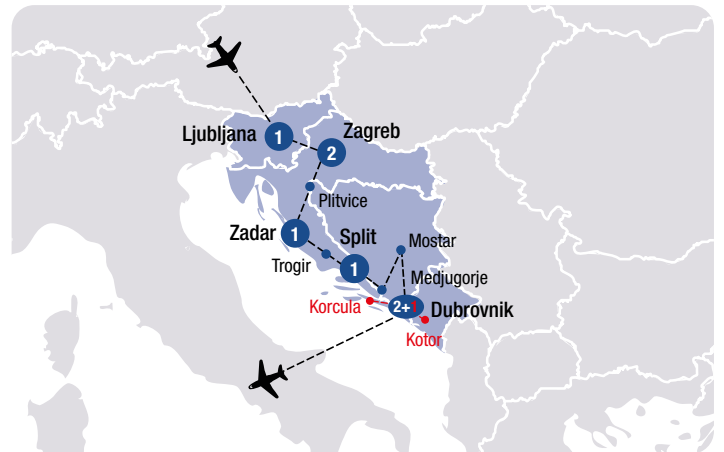 Ljubljana
1
Zagreb
2
Plitvice
Zadar
1
Trogir
Split
1
Mostar
Medjugorje
Korcula
2+1
Dubrovnik
Kotor